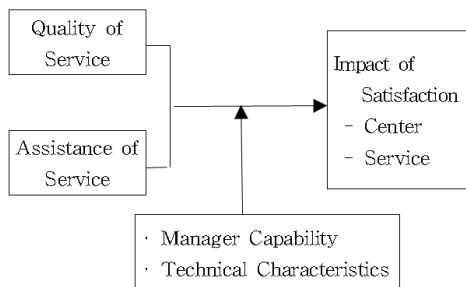 Quality of
Service
Assistance of
Service
Impact of
Satisfaction
- Center
- Service
· Manager Capability
· Technical Characteristics